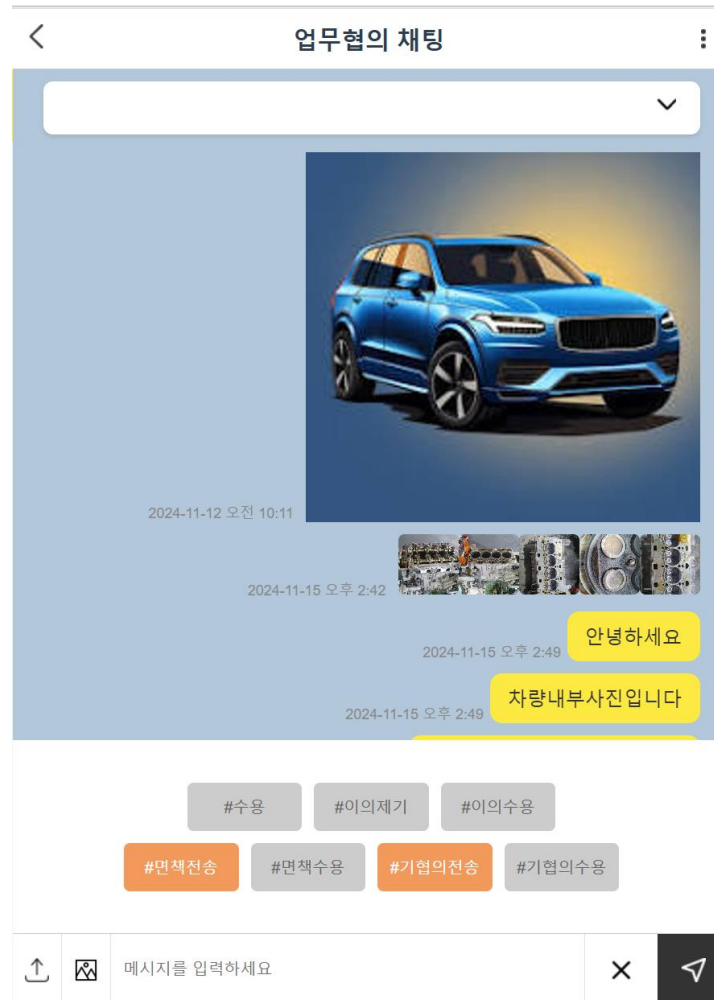 업무협의 채팅
2024-11-12 오전 10:11
2024-11-15 오후 2:42
안녕하세요
2024-11-15 오후 2:49
차량내부사진입니다
2024-11-15 오후 2:49
#수용 #이의제기 #이의수용
#면책전송 #면책수용 #기협의전송 #기협의수용
메시지를 입력하세요